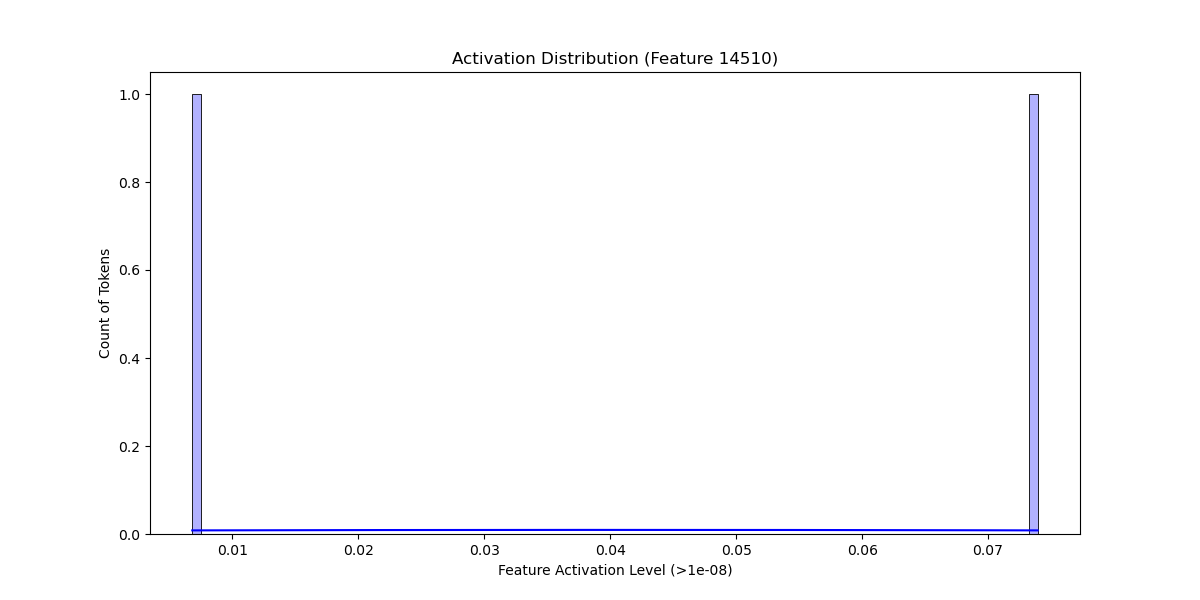 Activation Distribution (Feature 14510)
Count of Tokens
1.0
0.8
0.6
0.4
0.2
0.0
0.01 0.02 0.03 0.04 0.05 0.06 0.07
Feature Activation Level (>1e-08)